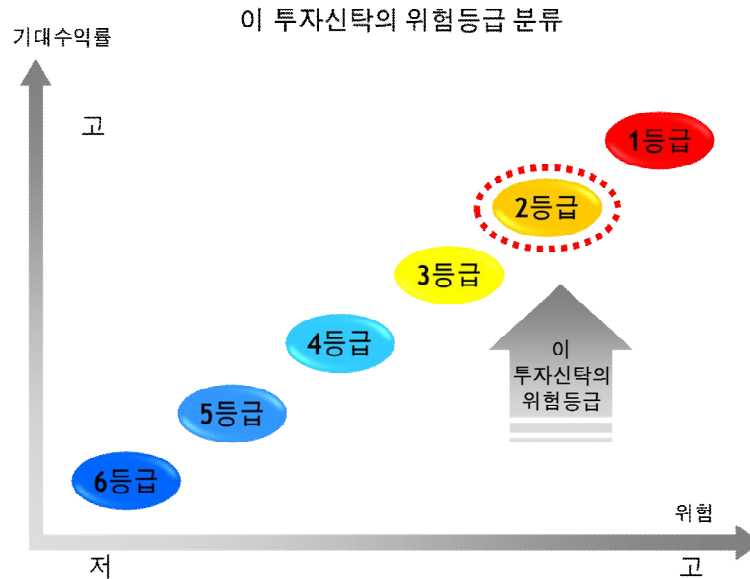 이 투자신탁의 위험등급 분류
기대수익률
고
1등급
2등급
3등급
4등급
5등급
6등급
이
투자신탁의
위험등급
위험
저
고